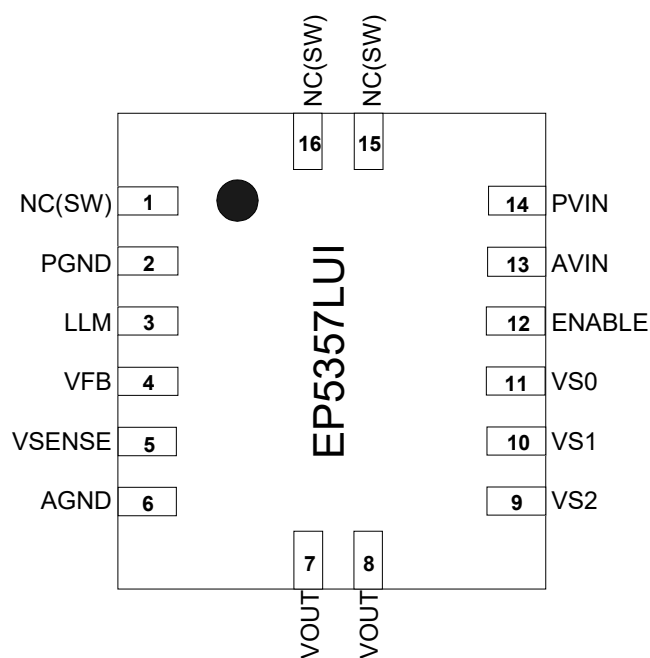 NC(SW)
NC(SW)
16
15
NC(SW) 1
14 PVIN
PGND 2
13 AVIN
LLM 3
12 ENABLE
VFB 4
11 VS0
VSENSE 5
10 VS1
AGND 6
9 VS2
EP5357LUI
7
8
VOUT
VOUT